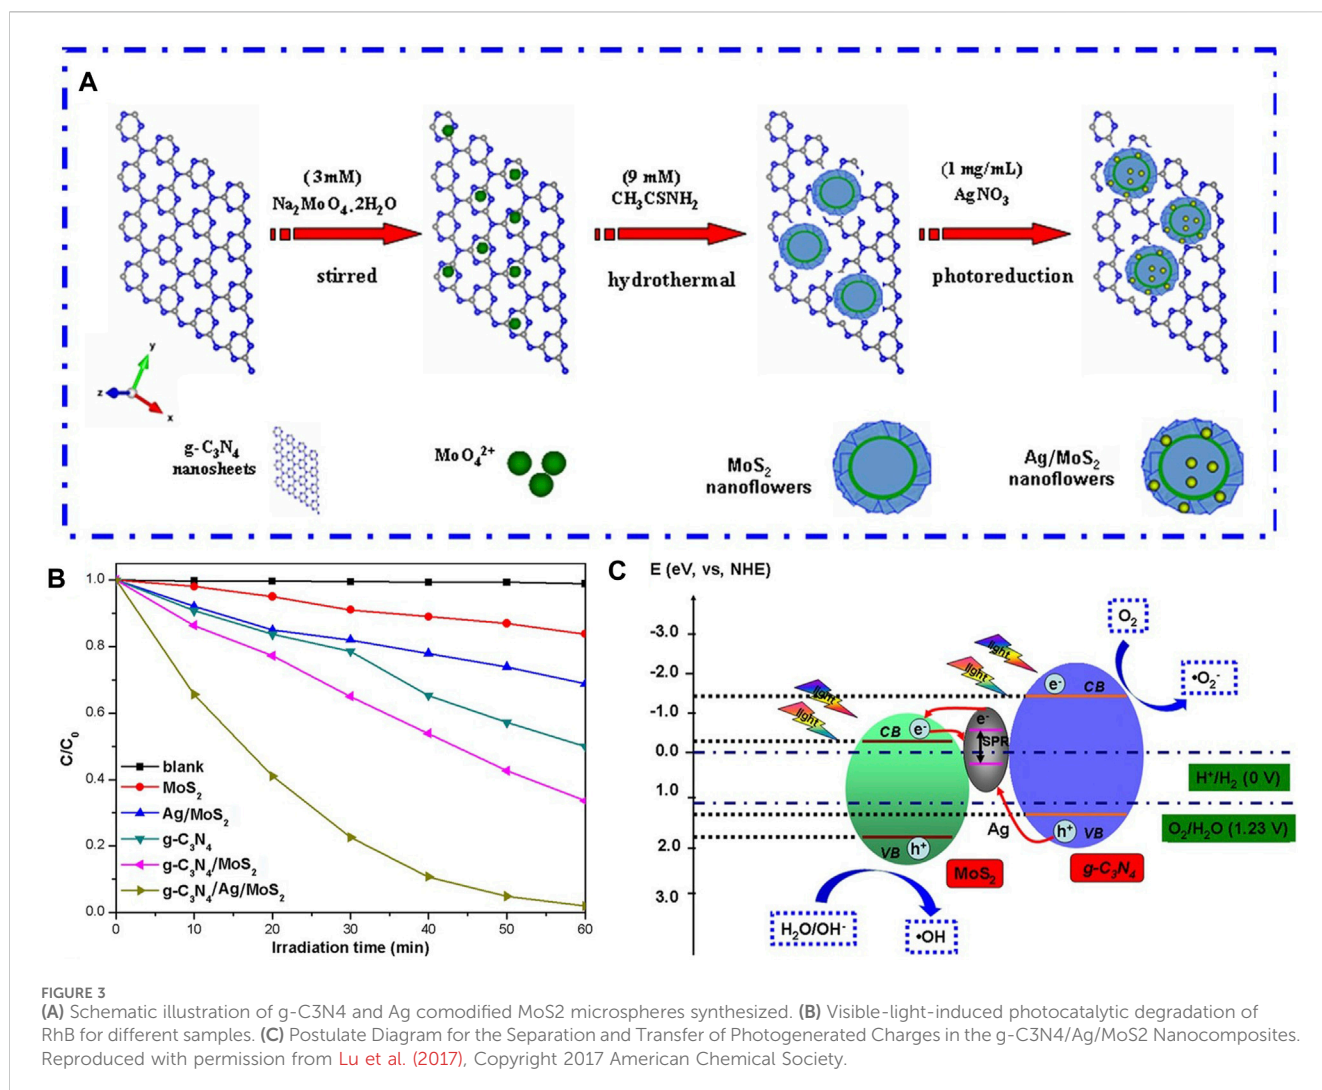 A
(3mM)
Na2MoO4.2H2O
stirred
(9 mM)
CH3CSNH2
hydrothermal
(1 mg/mL)
AgNO3
photoreduction
y
z
x
g-C3N4
nanosheets
MoO4 2+
MoS2
nanoflowers
Ag/MoS2
nanoflowers
B
C/C0
1.0
0.8
0.6
0.4
0.2
0.0
blank
MoS2
Ag/MoS2
g-C3N4
g-C3N4/MoS2
g-C3N4/Ag/MoS2
0 10 20 30 40 50 60
Irradiation time (min)
C
E (eV, vs, NHE)
-3.0
-2.0
-1.0
0.0
1.0
2.0
3.0
light
light
light
light
CB
e-
VB
h+
e-
SPR
Ag
e-
CB
h+
VB
O2
•O2-
H+/H2 (0 V)
O2/H2O (1.23 V)
MoS2
g-C3N4
H2O/OH-
•OH
FIGURE 3
(A) Schematic illustration of g-C3N4 and Ag comodified MoS2 microspheres synthesized. (B) Visible-light-induced photocatalytic degradation of
RhB for different samples. (C) Postulate Diagram for the Separation and Transfer of Photogenerated Charges in the g-C3N4/Ag/MoS2 Nanocomposites.
Reproduced with permission from Lu et al. (2017), Copyright 2017 American Chemical Society.